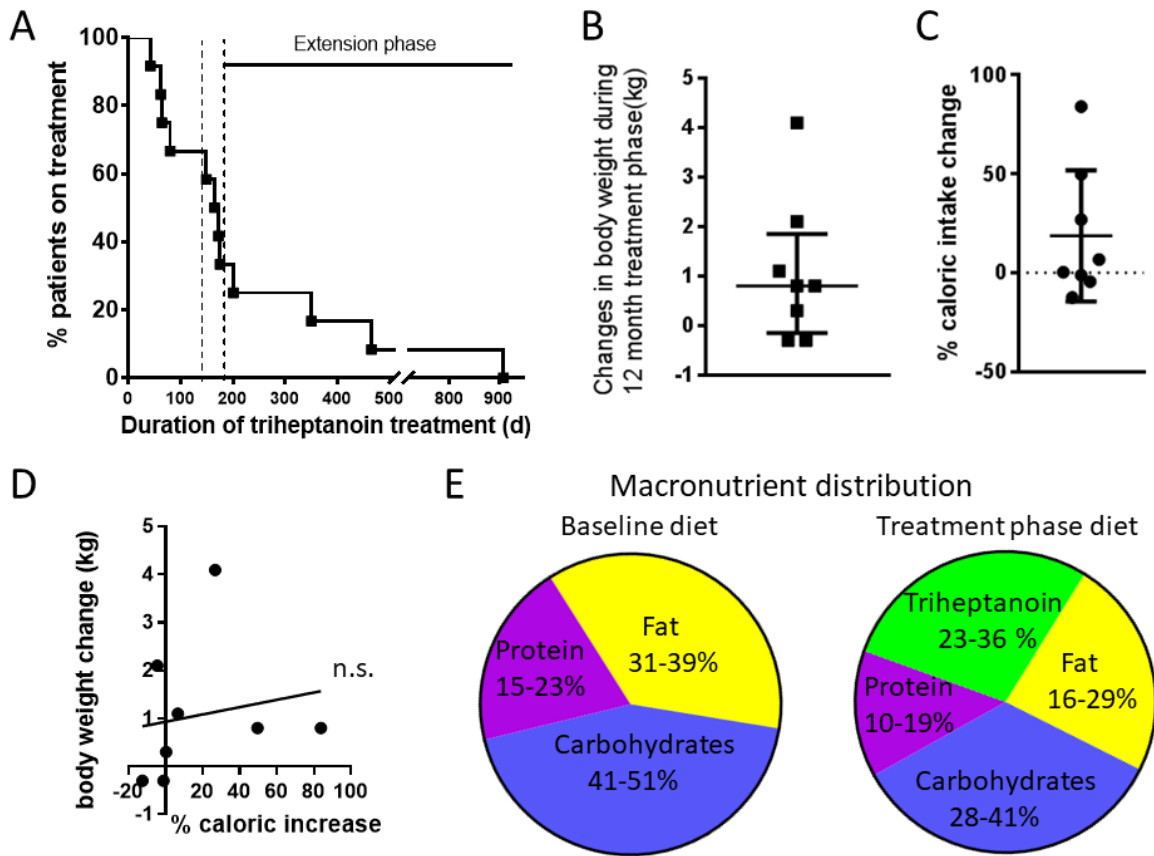 A
% patients on treatment
100
80
60
40
20
0
Extension phase
0 100 200 300 400 500 800 900
Duration of triheptanoin treatment (d)
B
Changes in body weight during
12 month treatment phase(kg)
5
4
3
2
1
0
-1
C
% caloric intake change
100
50
0
-50
D
body weight change (kg)
5
4
3
2
1
-1
n.s.
-20 20 40 60 80 100
% caloric increase
E
Macronutrient distribution
Baseline diet
Fat
31-39%
Protein
15-23%
Carbohydrates
41-51%
Treatment phase diet
Triheptanoin
23-36 %
Fat
16-29%
Protein
10-19%
Carbohydrates
28-41%